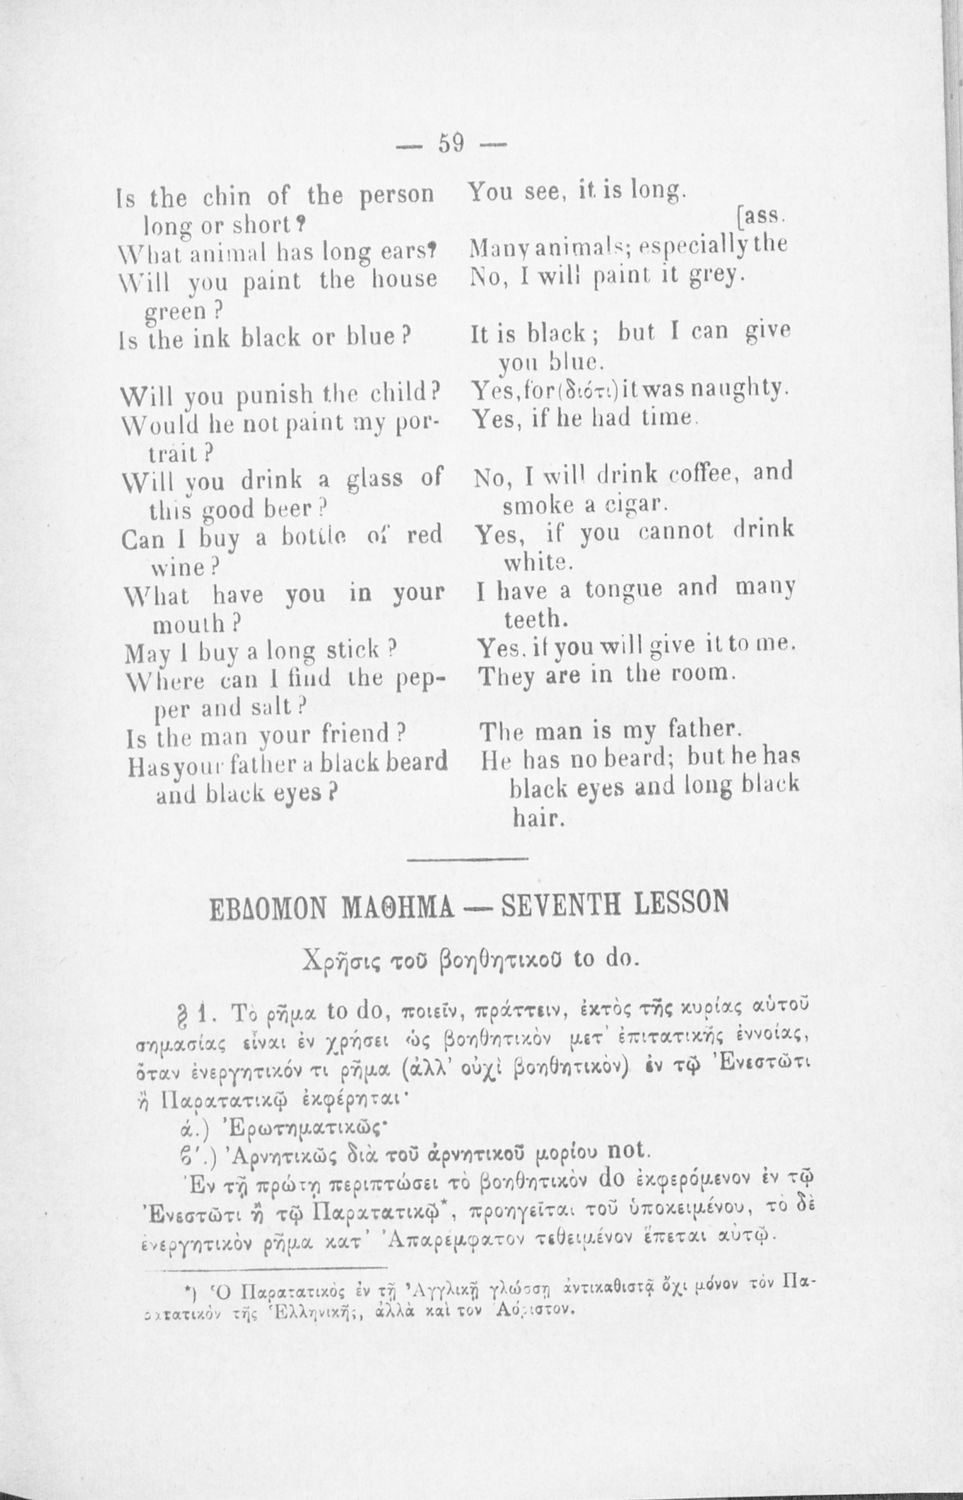 — 59 —
Is the chin of the person
long or short?
What animal has long ears?
Will you paint the house
green ?
Is the ink black or blue ?
Will you punish the child?
Would he not paint my por-
trait ?
Will you drink a glass of
this good beer ?
Can I buy a bottle of red
wine ?
What have you in your
mouth ?
May I buy a long stick ?
Where can I find the pep-
per and salt ?
Is the man your friend ?
Has your father a black beard
and black eyes ?
You see, it is long.
[ass.
Many animals; especially the
No, I will paint it grey.
It is black ; but I can give
you blue.
Yes, for (διότι) it was naughty.
Yes, if he had time.
No, I will drink coffee, and
smoke a cigar.
Yes, if you cannot drink
white.
I have a tongue and many
teeth.
Yes, if you will give it to me.
They are in the room.
The man is my father.
He has no beard; but he has
black eyes and long black
hair.
ΕΒΔΟΜΟΝ ΜΑΘΗΜΑ — SEVENTH LESSON
Χρῆσις τοῦ βοηθητικοῦ to do.
§ 1. Τὸ ρῆμα to do, ποιεῖν, πράττειν, ἐκτὸς τῆς κυρίας αὐτοῦ
σημασίας εἶναι ἐν χρήσει ὡς βοηθητικὸν μετ' ἐπιτατικῆς ἐννοίας,
ὅταν ἐνεργητικόν τι ρῆμα (ἀλλ' οὐχὶ βοηθητικὸν) ἐν τῷ Ἐνεστῶτι
ἢ Παρατατικῷ ἐκφέρηται·
ά.) Ἐρωτηματικῶς·
ϐ΄.) Ἀρνητικῶς διὰ τοῦ ἀρνητικοῦ μορίου not.
Ἐν τῇ πρώτῃ περιπτώσει τὸ βοηθητικὸν do ἐκφερόμενον ἐν τῷ
Ἐνεστῶτι ἢ τῷ Παρατατικῷ*, προηγεῖται τοῦ ὑποκειμένου, τὸ δὲ
ἐνεργητικὸν ρῆμα κατ' Ἀπαρέμφατον τεθειμένον ἕπεται αὐτῷ.
*) Ὁ Παρατατικὸς ἐν τῇ Ἀγγλικῇ γλώσσῃ ἀντικαθιστᾷ ὄχι μόνον τόν Πα-
ρατατικὸν τῆς Ἑλληνικῆς, ἀλλὰ καὶ τον Ἀόριστον.